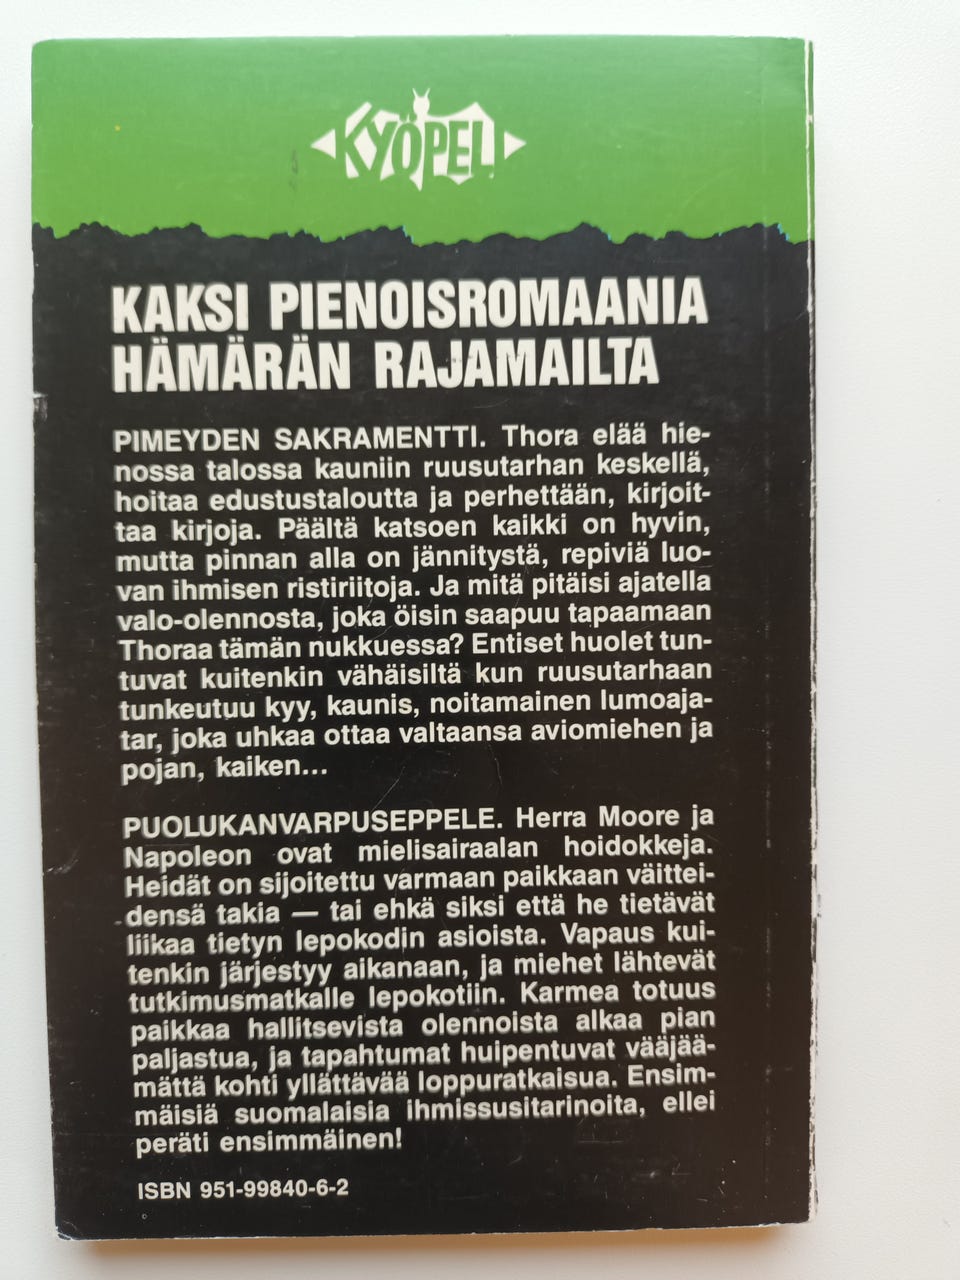 KYÖPELI
KAKSI PIENOISROMAANIA
HÄMÄRÄN RAJAMAILTA
PIMEYDEN SAKRAMENTTI. Thora elää hie-
nossa talossa kauniin ruusutarhan keskellä,
hoitaa edustustaloutta ja perhettään, kirjoit-
taa kirjoja. Päältä katsoen kaikki on hyvin,
mutta pinnan alla on jännitystä, repiviä luo-
van ihmisen ristiriitoja. Ja mitä pitäisi ajatella
valo-olennosta, joka öisin saapuu tapaamaan
Thoraa tämän nukkuessa? Entiset huolet tun-
tuvat kuitenkin vähäisiltä kun ruusutarhaan
tunkeutuu kyy, kaunis, noitamainen lumoaja-
tar, joka uhkaa ottaa valtaansa aviomiehen ja
pojan, kaiken...
PUOLUKANVARPUSEPPELE. Herra Moore ja
Napoleon ovat mielisairaalan hoidokkeja.
Heidät on sijoitettu varmaan paikkaan väittei-
densä takia — tai ehkä siksi että he tietävät
liikaa tietyn lepokodin asioista. Vapaus kui-
tenkin järjestyy aikanaan, ja miehet lähtevät
tutkimusmatkalle lepokotiin. Karmea totuus
paikkaa hallitsevista olennoista alkaa pian
paljastua, ja tapahtumat huipentuvat vääjää-
mättä kohti yllättävää loppuratkaisua. Ensim-
mäisiä suomalaisia ihmissusitarinoita, ellei
peräti ensimmäinen!
ISBN 951-99840-6-2